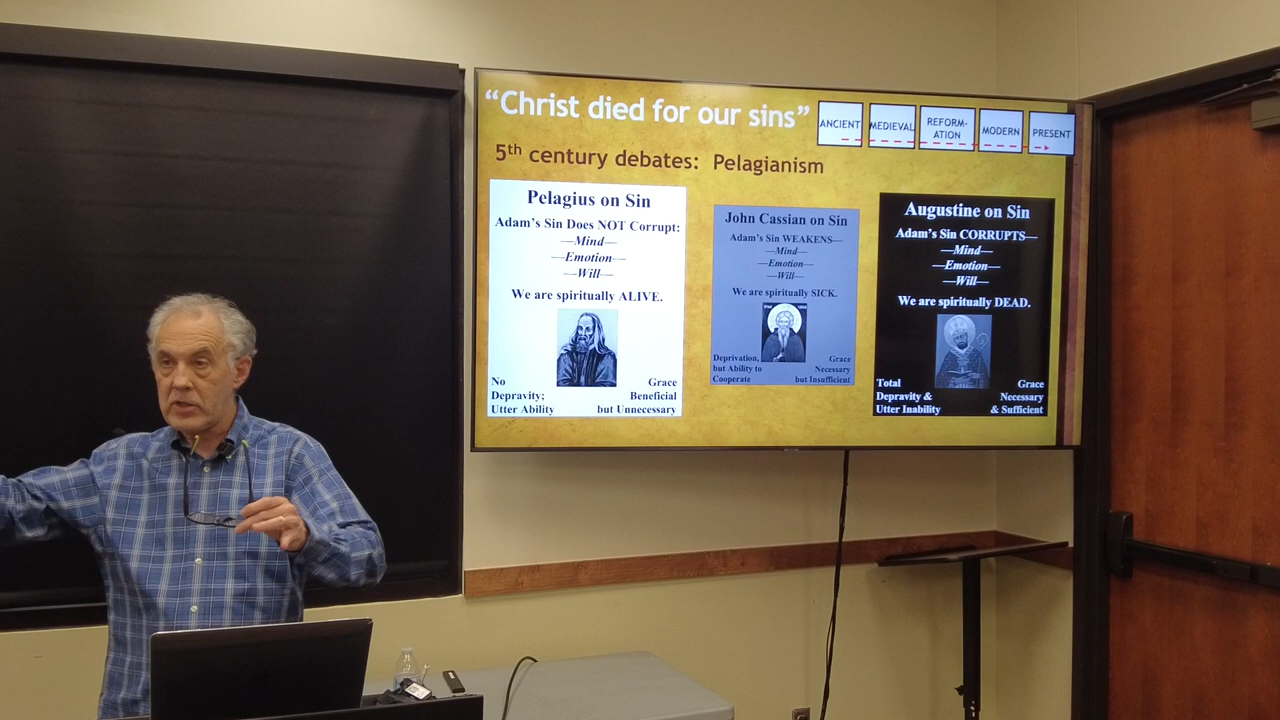 “Christ died for our sins”
ANCIENT
MEDIEVAL
REFORM-
ATION
MODERN
PRESENT
5th century debates: Pelagianism
Pelagius on Sin
Adam's Sin Does NOT Corrupt:
—Mind—
—Emotion—
—Will—
We are spiritually ALIVE.
No
Depravity;
Utter Ability
Grace
Beneficial
but Unnecessary
John Cassian on Sin
Adam's Sin WEAKENS—
—Mind—
—Emotion—
—Will—
We are spiritually SICK.
Deprivation,
but Ability to
Cooperate
Grace
Necessary
but Insufficient
Augustine on Sin
Adam's Sin CORRUPTS—
—Mind—
—Emotion—
—Will—
We are spiritually DEAD.
Total
Depravity &
Utter Inability
Grace
Necessary
& Sufficient